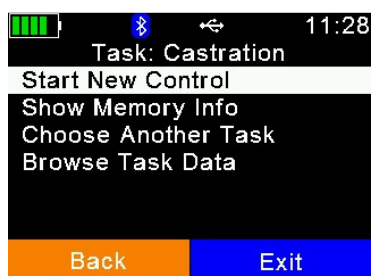 11:28
Task: Castration
Start New Control
Show Memory Info
Choose Another Task
Browse Task Data
Back
Exit